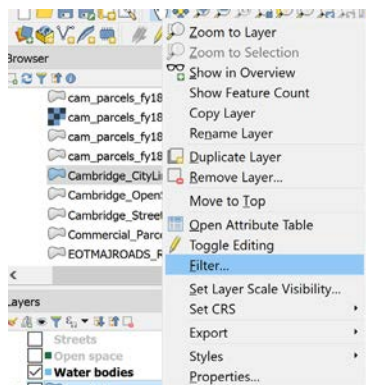 Zoom to Layer
Zoom to Selection
Show in Overview
Show Feature Count
Copy Layer
Rename Layer
Duplicate Layer
Remove Layer...
Move to Top
Open Attribute Table
Toggle Editing
Filter...
Set Layer Scale Visibility...
Set CRS
Export
Styles
Properties...
Browser
cam_parcels_fy18
cam_parcels_fy18
cam_parcels_fy18
cam_parcels_fy18
Cambridge_CityLi
Cambridge_Open
Cambridge_Street
Commercial_Parce
EOTMAJROADS_R
Layers
Streets
Open space
Water bodies